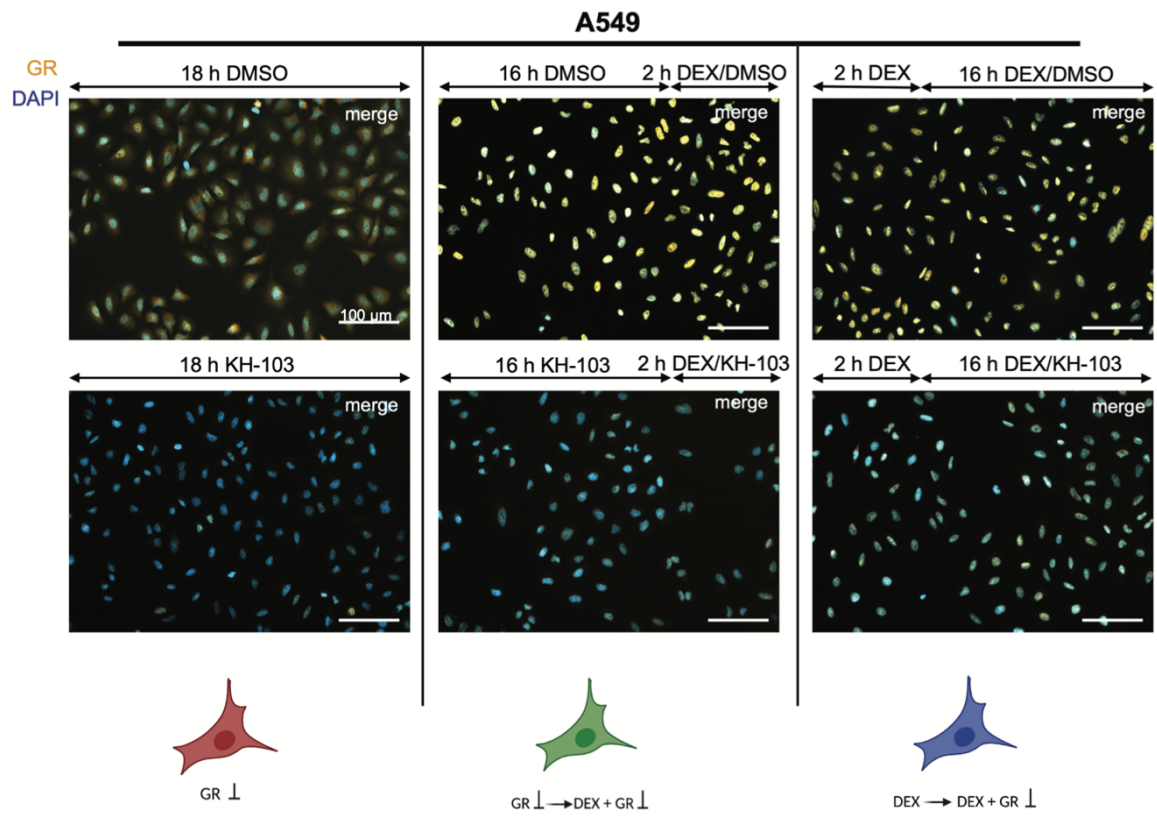 A549
GR
DAPI
18 h DMSO
16 h DMSO 2 h DEX/DMSO
2 h DEX 16 h DEX/DMSO
merge
merge
merge
100 µm
18 h KH-103
16 h KH-103 2 h DEX/KH-103
2 h DEX 16 h DEX/KH-103
merge
merge
merge
GR ⊥
GR ⊥ → DEX + GR ⊥
DEX → DEX + GR ⊥